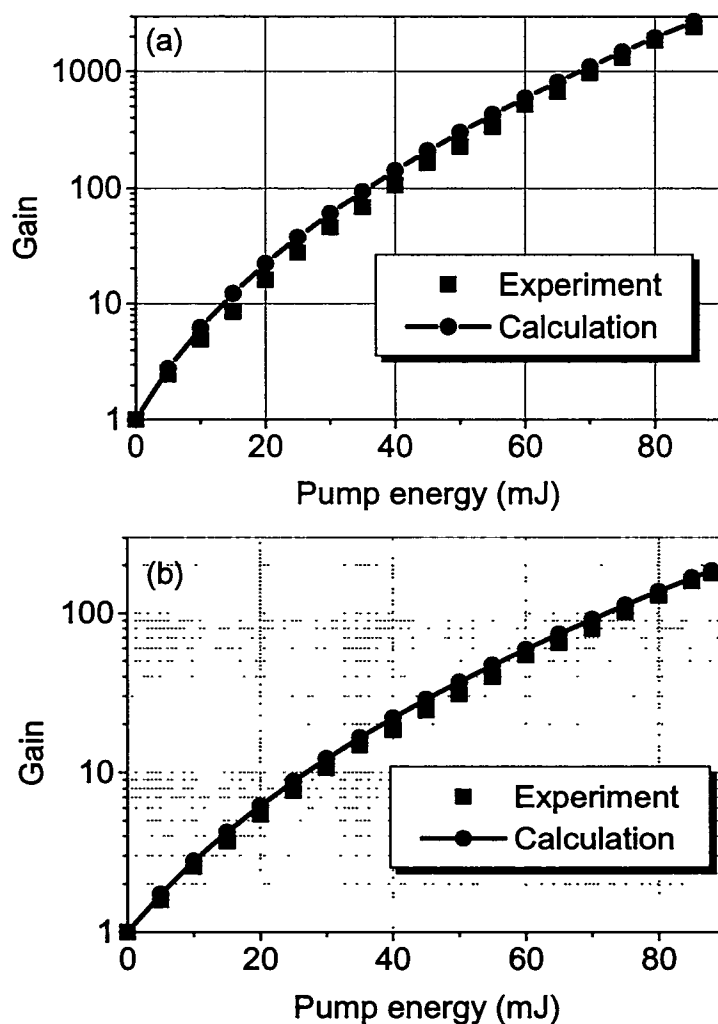 (a)
1000
100
10
1
Gain
Experiment
Calculation
0 20 40 60 80
Pump energy (mJ)
(b)
100
10
1
Gain
Experiment
Calculation
0 20 40 60 80
Pump energy (mJ)